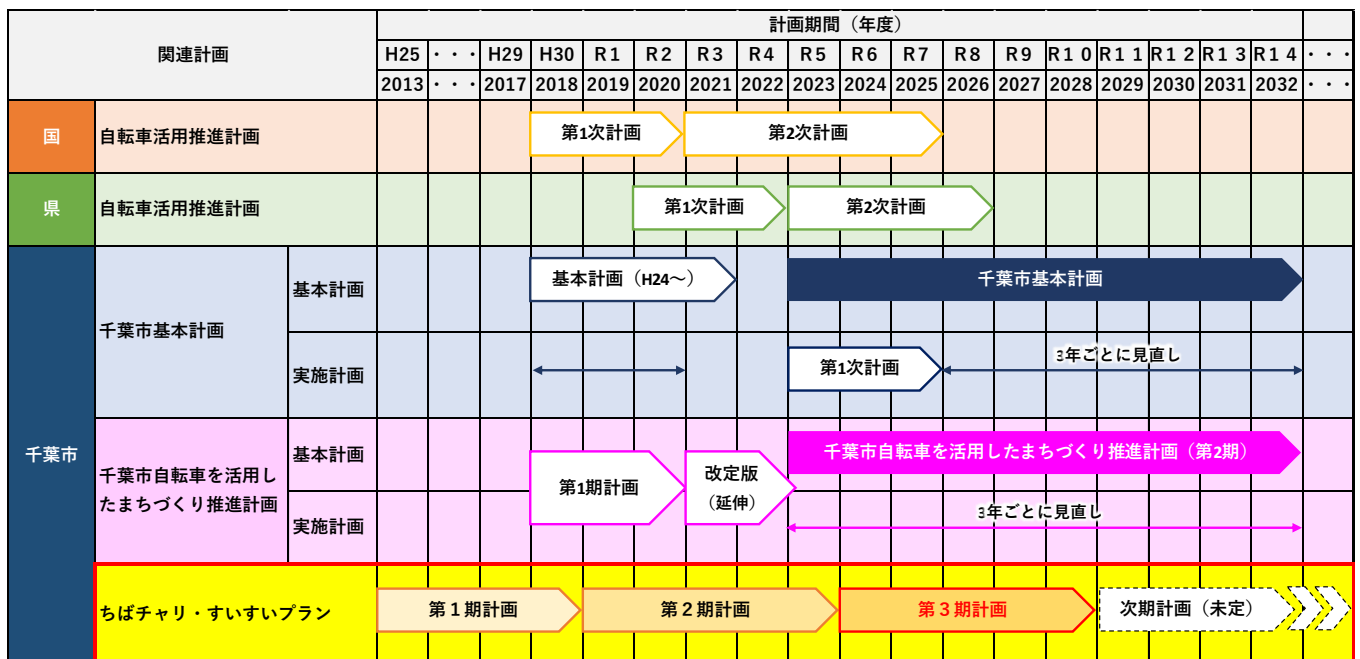 関連計画
計画期間（年度）
H25 ・・・ H29 H30 R1 R2 R3 R4 R5 R6 R7 R8 R9 R10 R11 R12 R13 R14 ・・・
2013 ・・・ 2017 2018 2019 2020 2021 2022 2023 2024 2025 2026 2027 2028 2029 2030 2031 2032 ・・・
国 自転車活用推進計画 第1次計画 第2次計画
県 自転車活用推進計画 第1次計画 第2次計画
千葉市
千葉市基本計画
基本計画 基本計画（H24～） 千葉市基本計画
実施計画 第1次計画 3年ごとに見直し
千葉市自転車を活用し
たまちづくり推進計画
基本計画 千葉市自転車を活用したまちづくり推進計画（第2期）
第1期計画 改定版
（延伸）
実施計画 3年ごとに見直し
ちばチャリ・すいすいプラン 第１期計画 第２期計画 第３期計画 次期計画（未定）